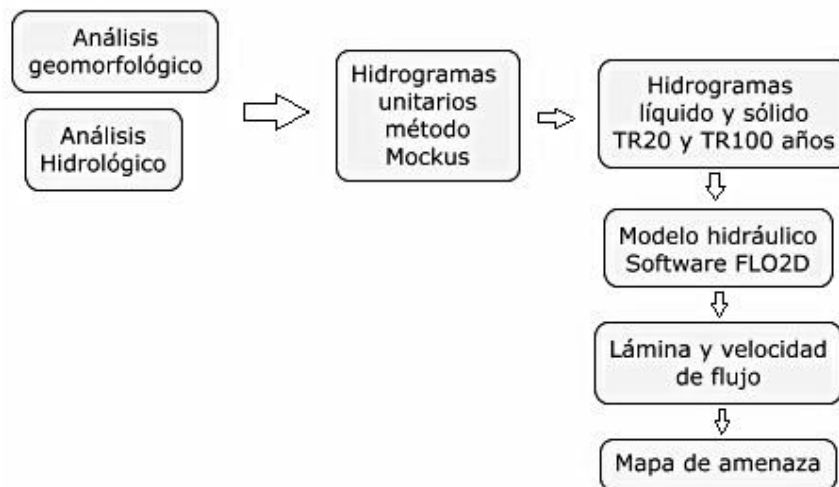 Análisis
geomorfológico
Análisis
Hidrológico
Hidrogramas
unitarios
método
Mockus
Hidrogramas
líquido y sólido
TR20 y TR100 años
Modelo hidráulico
Software FLO2D
Lámina y velocidad
de flujo
Mapa de amenaza